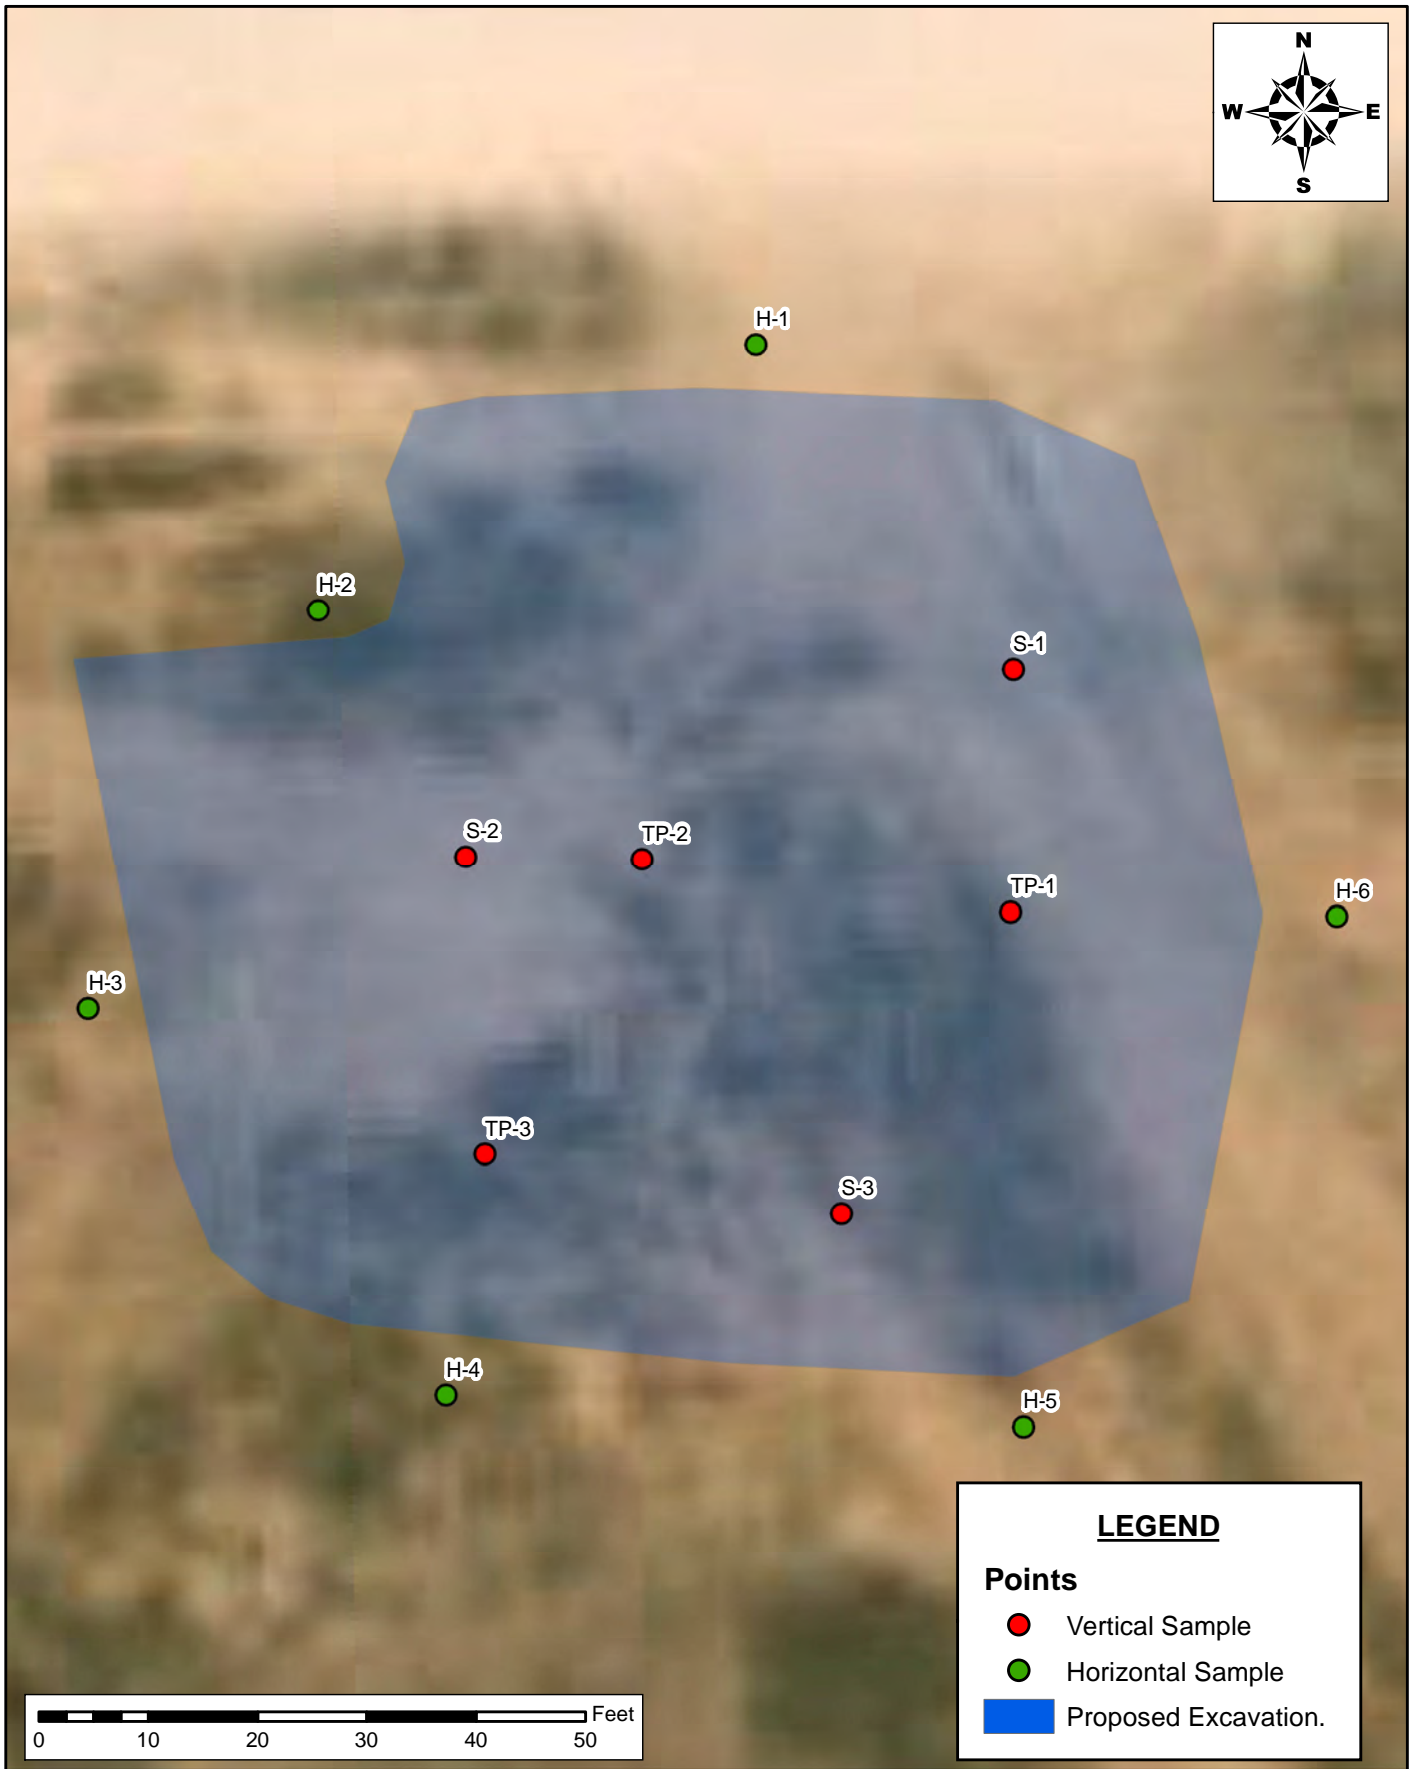 N
W E
S
H-1
H-2
S-1
S-2
TP-2
TP-1
H-6
H-3
TP-3
S-3
H-4
H-5
LEGEND
Points
Vertical Sample
Horizontal Sample
Proposed Excavation.
Feet
0 10 20 30 40 50